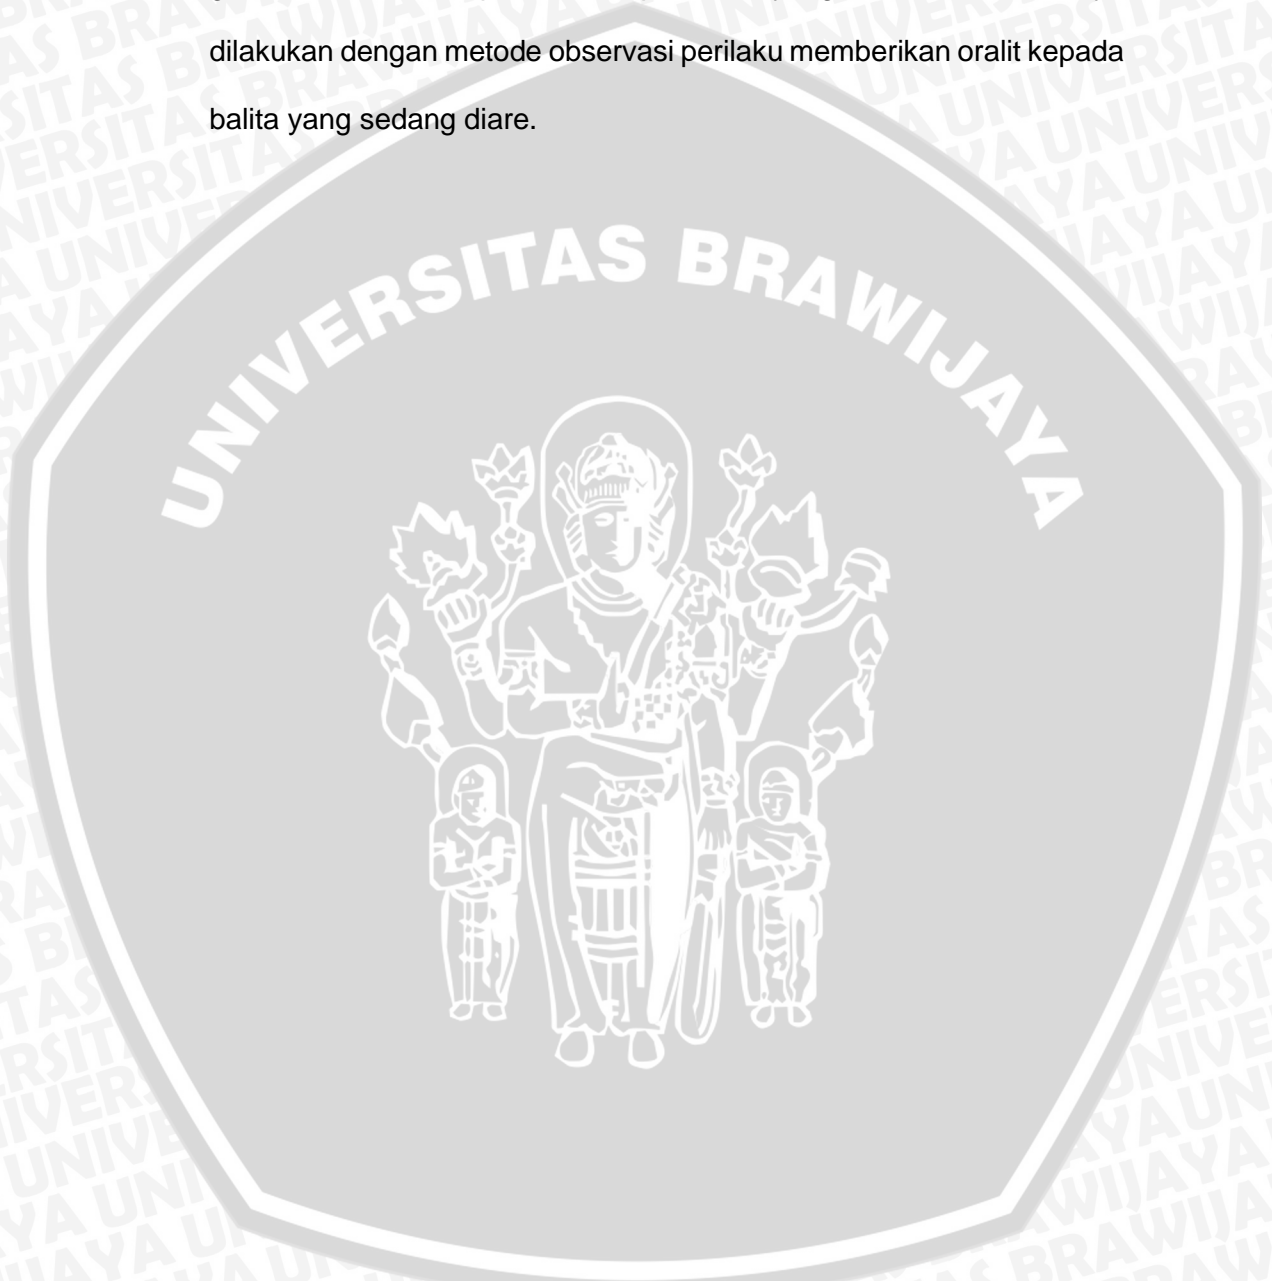 dilakukan dengan metode observasi perilaku memberikan oralit kepada
balita yang sedang diare.
UNIVERSITAS BRAWIJAYA